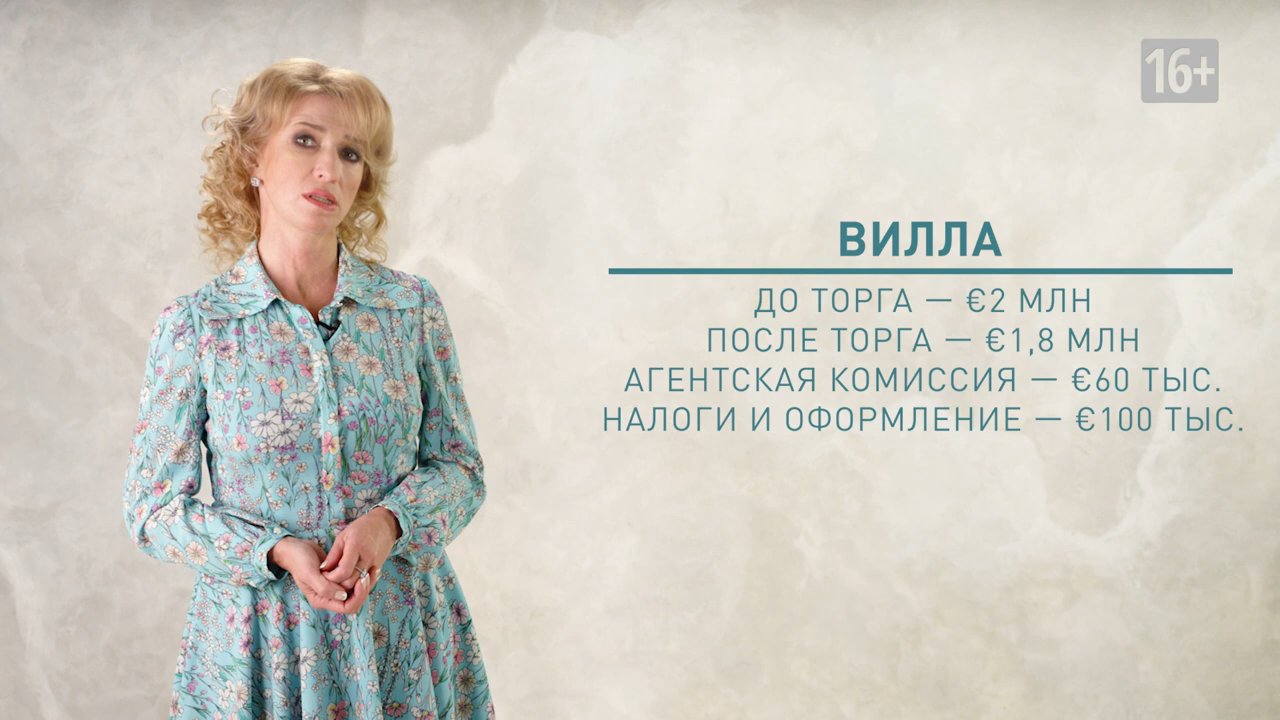 16+
ВИЛЛА
ДО ТОРГА — €2 МЛН
ПОСЛЕ ТОРГА — €1,8 МЛН
АГЕНТСКАЯ КОМИССИЯ — €60 ТЫС.
НАЛОГИ И ОФОРМЛЕНИЕ — €100 ТЫС.